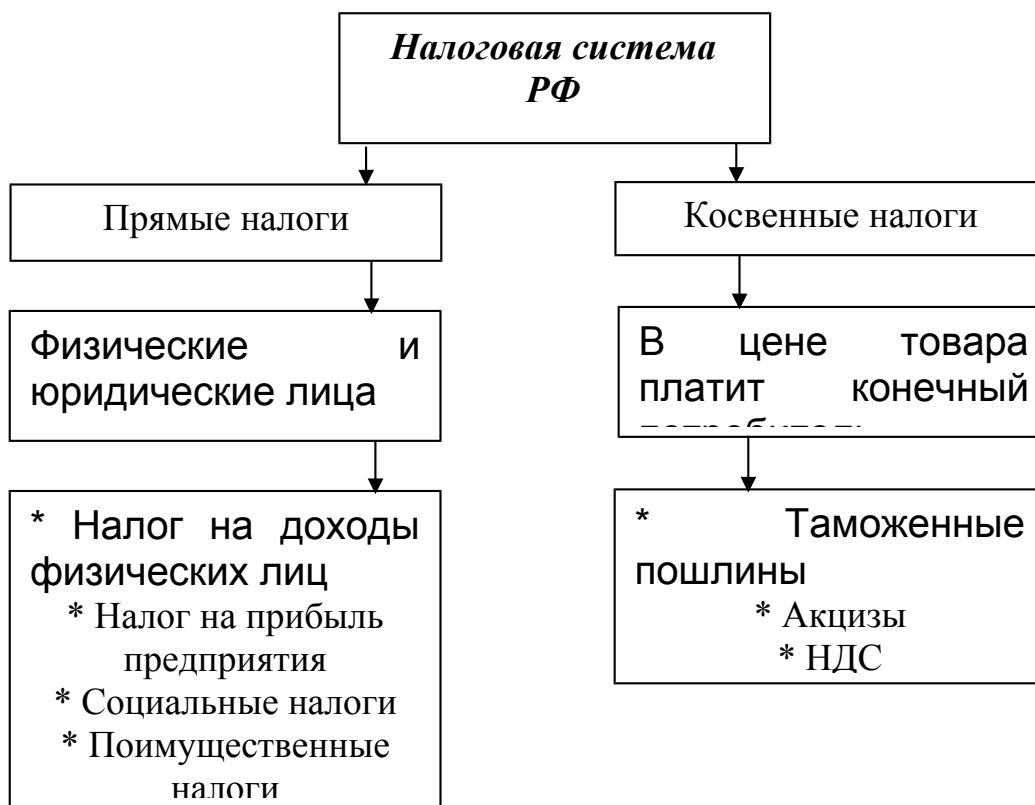 Налоговая система
РФ
Прямые налоги
Косвенные налоги
Физические и
юридические лица
В цене товара
платит конечный
потребитель
* Налог на доходы
физических лиц
* Налог на прибыль
предприятия
* Социальные налоги
* Поимущественные
налоги
* Таможенные
пошлины
* Акцизы
* НДС